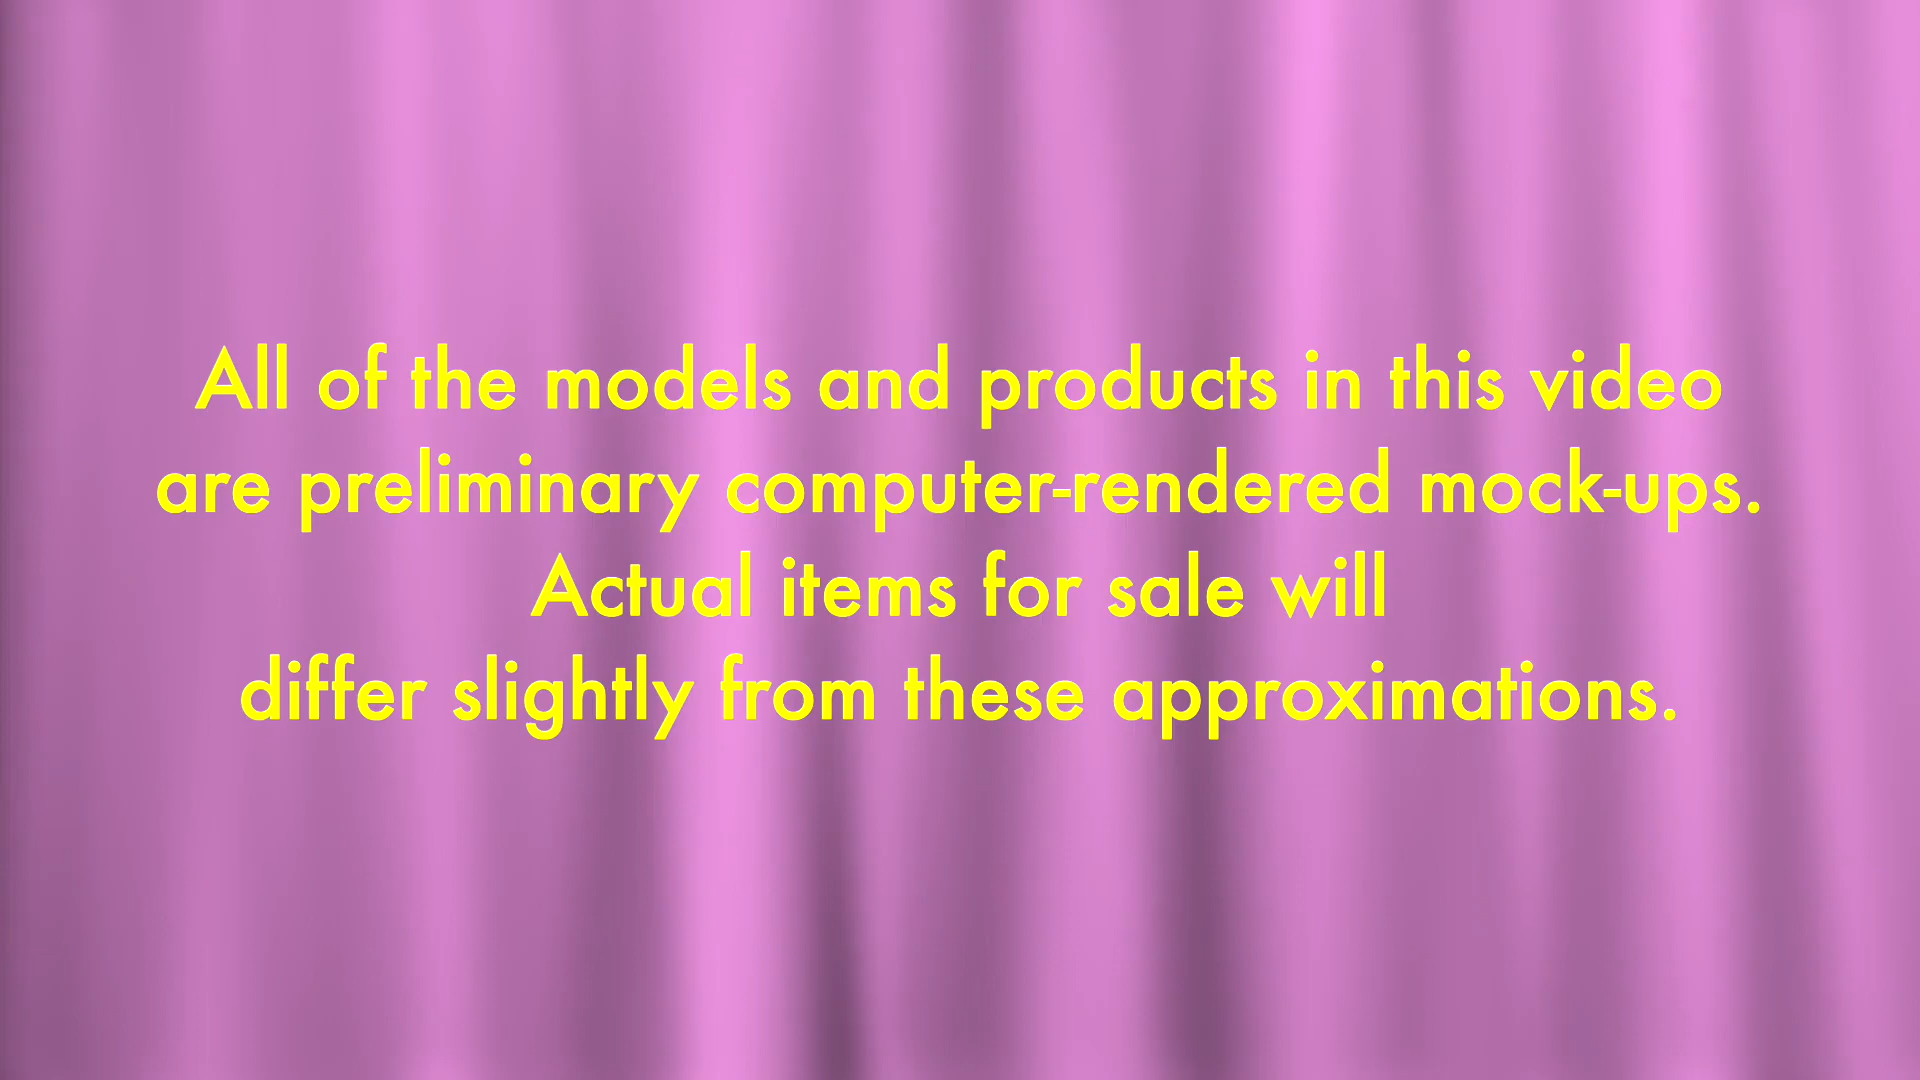 All of the models and products in this video
are preliminary computer-rendered mock-ups.
Actual items for sale will
differ slightly from these approximations.